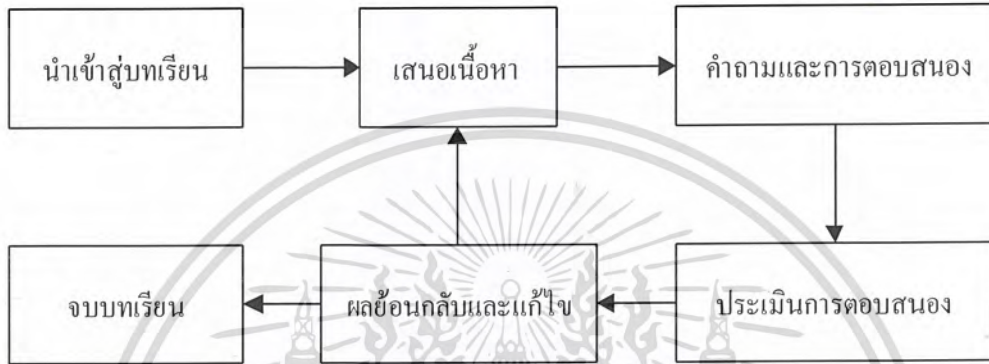 นำเข้าสู่บทเรียน
เสนอเนื้อหา
คำถามและการตอบสนอง
จบบทเรียน
ผลย้อนกลับและแก้ไข
ประเมินการตอบสนอง